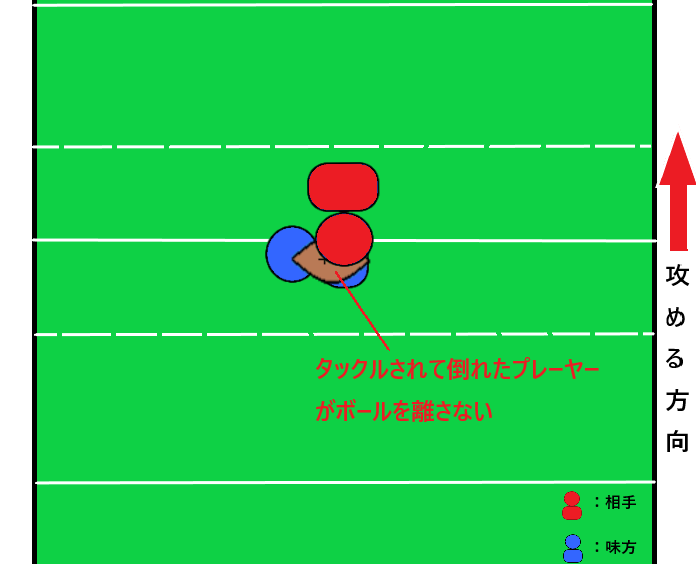 攻める方向
タックルされて倒れたプレーヤー
がボールを離さない
：相手
：味方